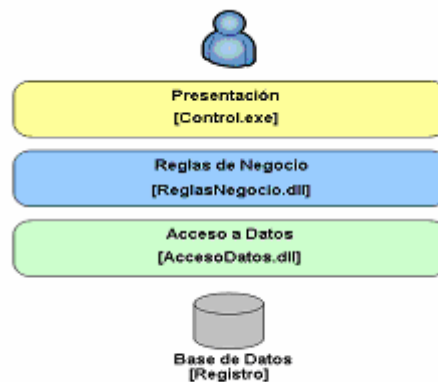 Presentación
[Control.exe]
Reglas de Negocio
[ReglasNegocio.dll]
Acceso a Datos
[AccesoDatos.dll]
Base de Datos
[Registro]